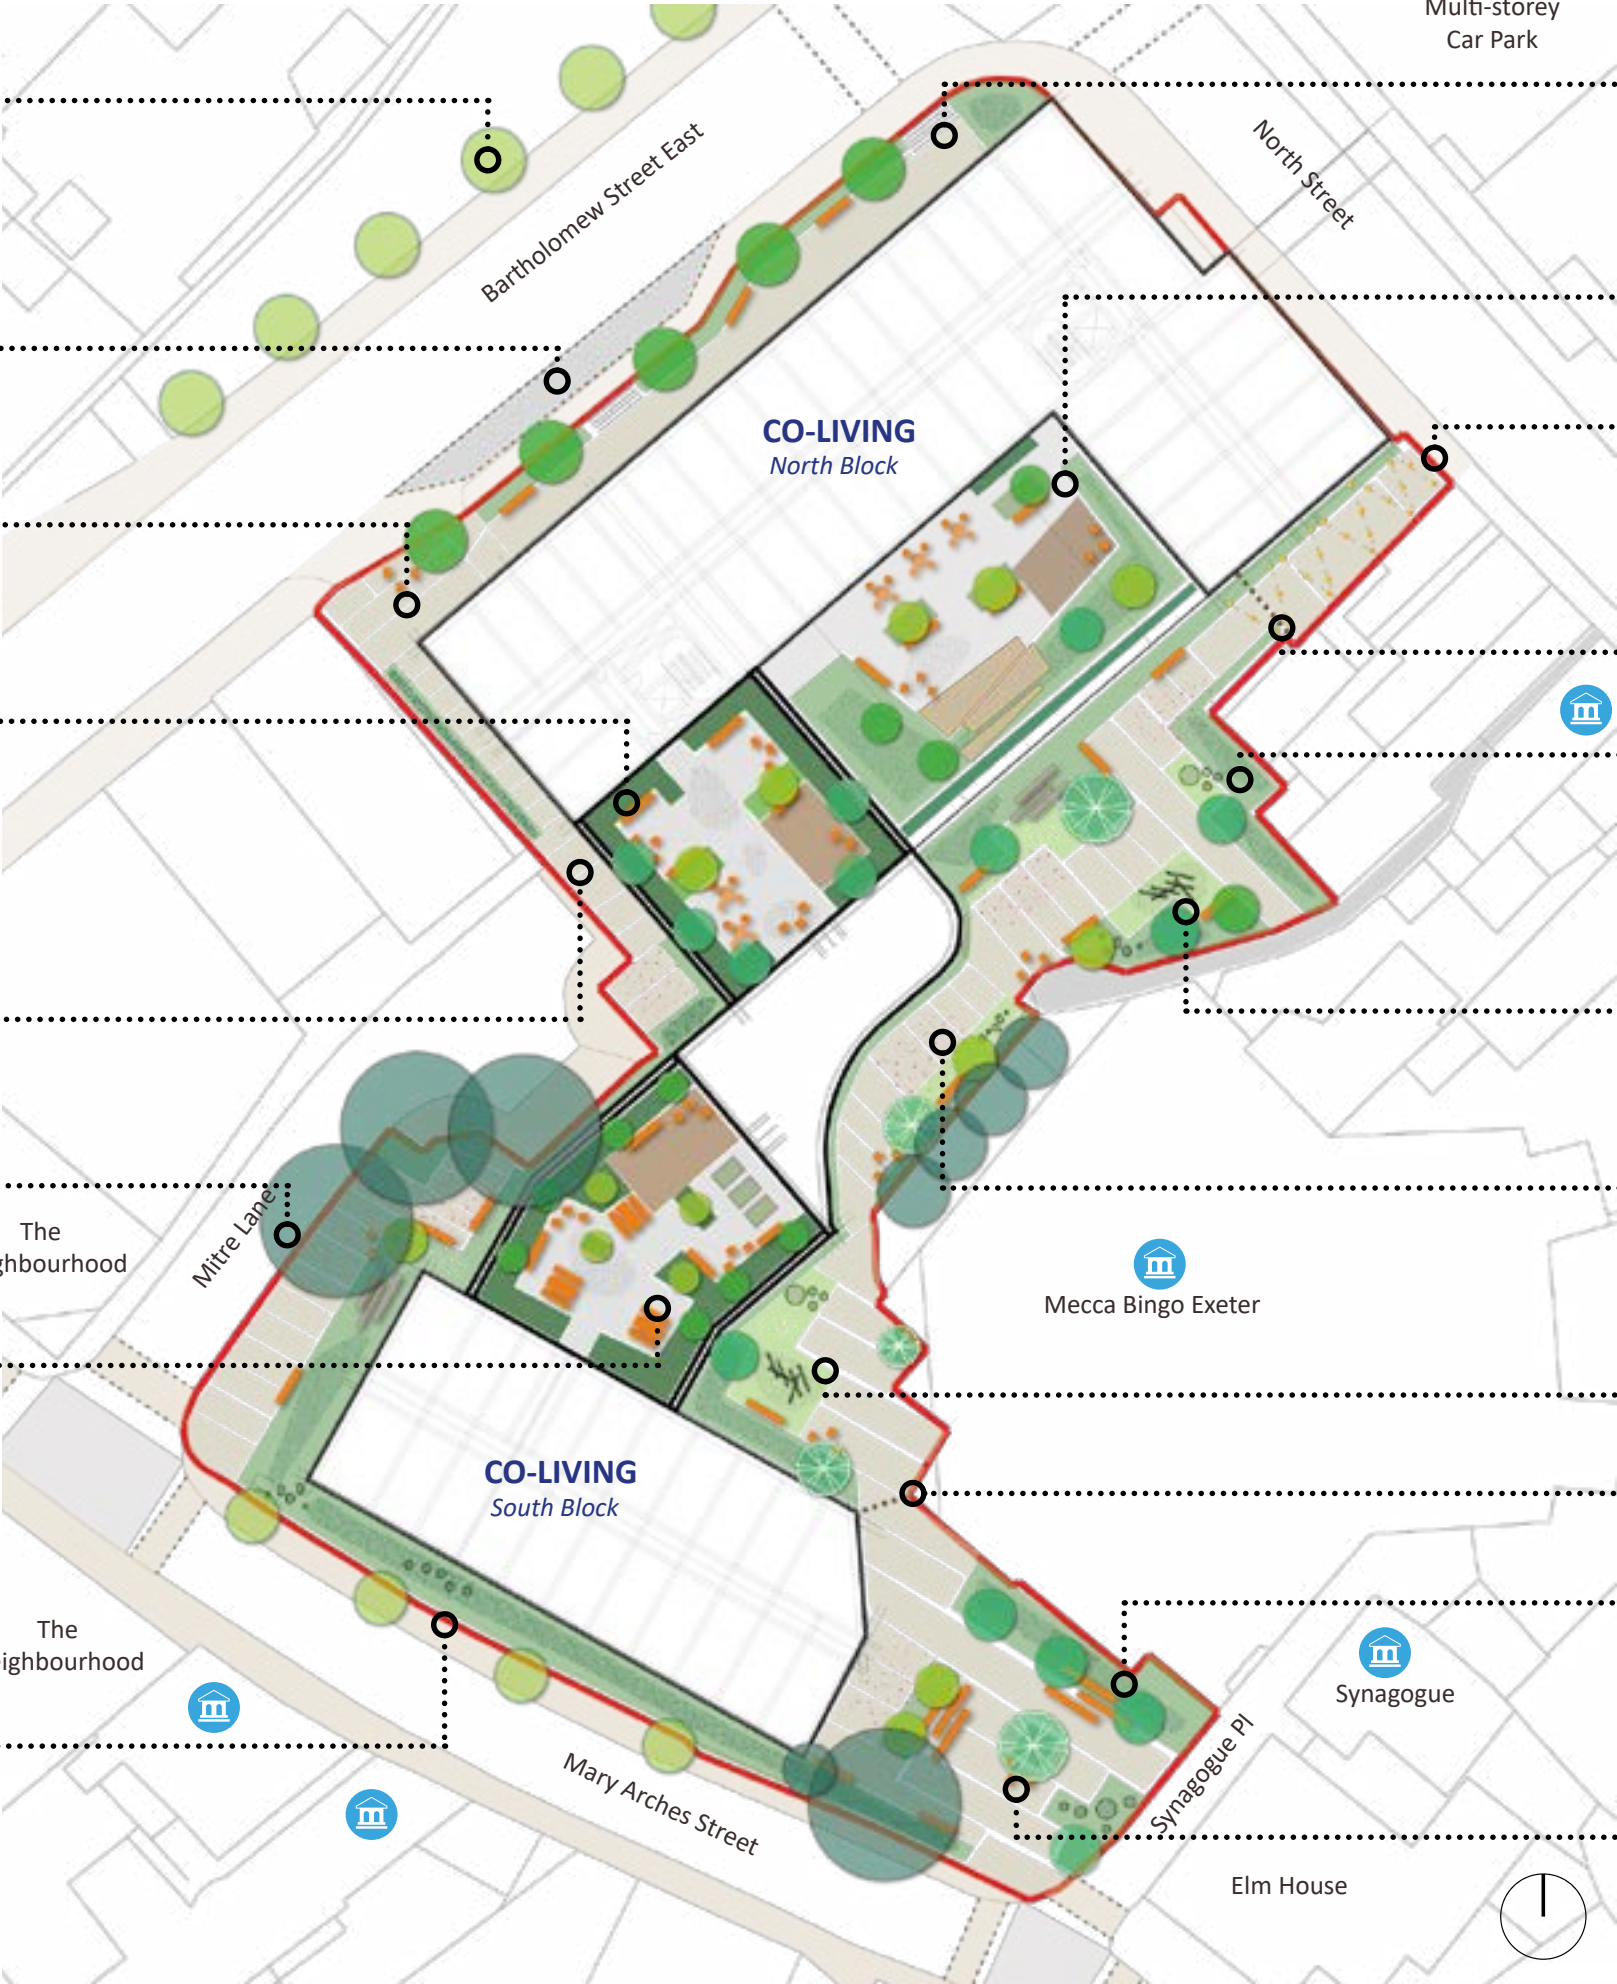 Multi-storey
Car Park
Bartholomew Street East
North Street
CO-LIVING
North Block
The
ghbourhood
Mitre Lane
Mecca Bingo Exeter
CO-LIVING
South Block
The
eighbourhood
Synagogue
Synagogue Pl
Mary Arches Street
Elm House